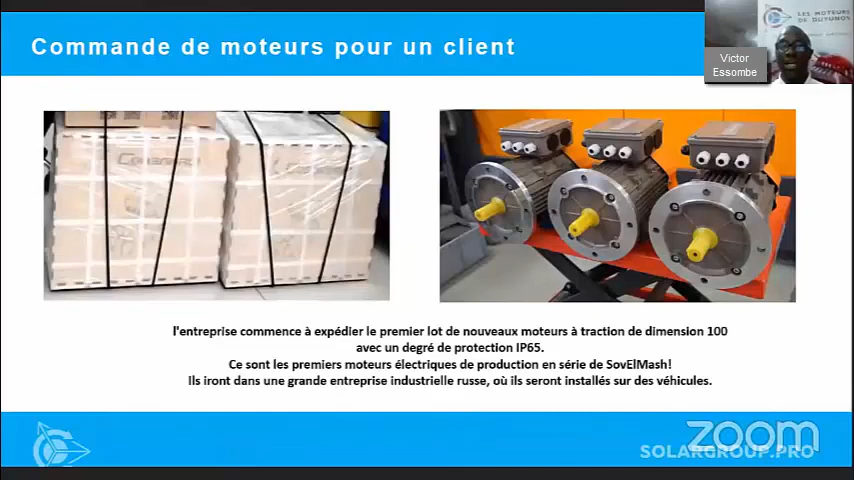 Commande de moteurs pour un client
LES MOTEURS
DE DUYUNOV
Victor
Essombe
l'entreprise commence à expédier le premier lot de nouveaux moteurs à traction de dimension 100
avec un degré de protection IP65.
Ce sont les premiers moteurs électriques de production en série de SovElMash!
Ils iront dans une grande entreprise industrielle russe, où ils seront installés sur des véhicules.
zoom
SOLARGROUP.PRO